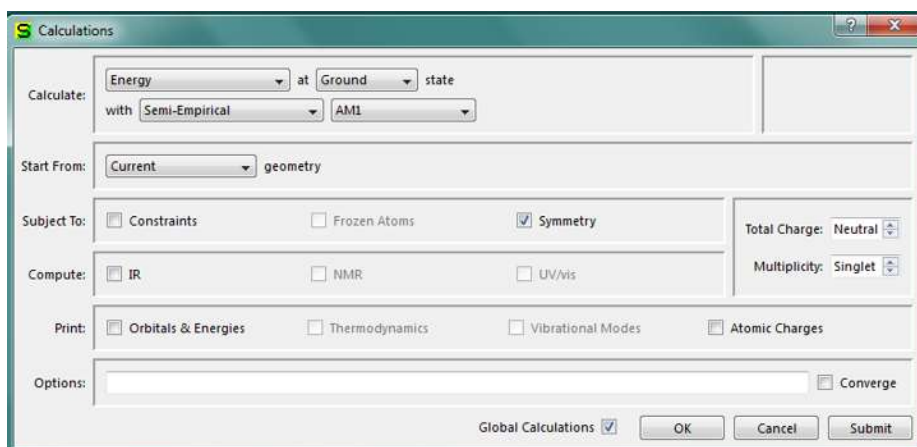 S Calculations
Calculate: Energy at Ground state
with Semi-Empirical AM1
Start From: Current geometry
Subject To: Constraints Frozen Atoms Symmetry
Total Charge: Neutral
Compute: IR NMR UV/vis
Multiplicity: Singlet
Print: Orbitals & Energies Thermodynamics Vibrational Modes Atomic Charges
Options: Converge
Global Calculations OK Cancel Submit